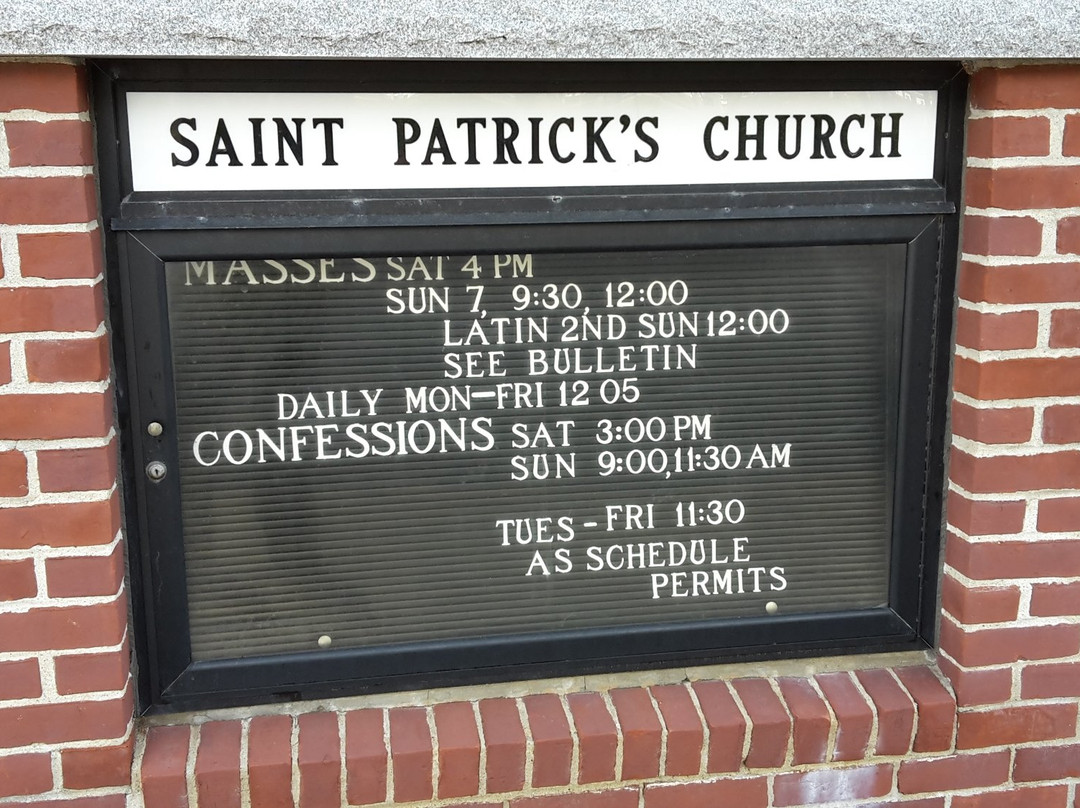 SAINT PATRICK'S CHURCH
MASSES SAT 4 PM
SUN 7, 9:30, 12:00
LATIN 2ND SUN 12:00
SEE BULLETIN
DAILY MON-FRI 12 05
CONFESSIONS SAT 3:00 PM
SUN 9:00, 11:30 AM
TUES - FRI 11:30
AS SCHEDULE
PERMITS